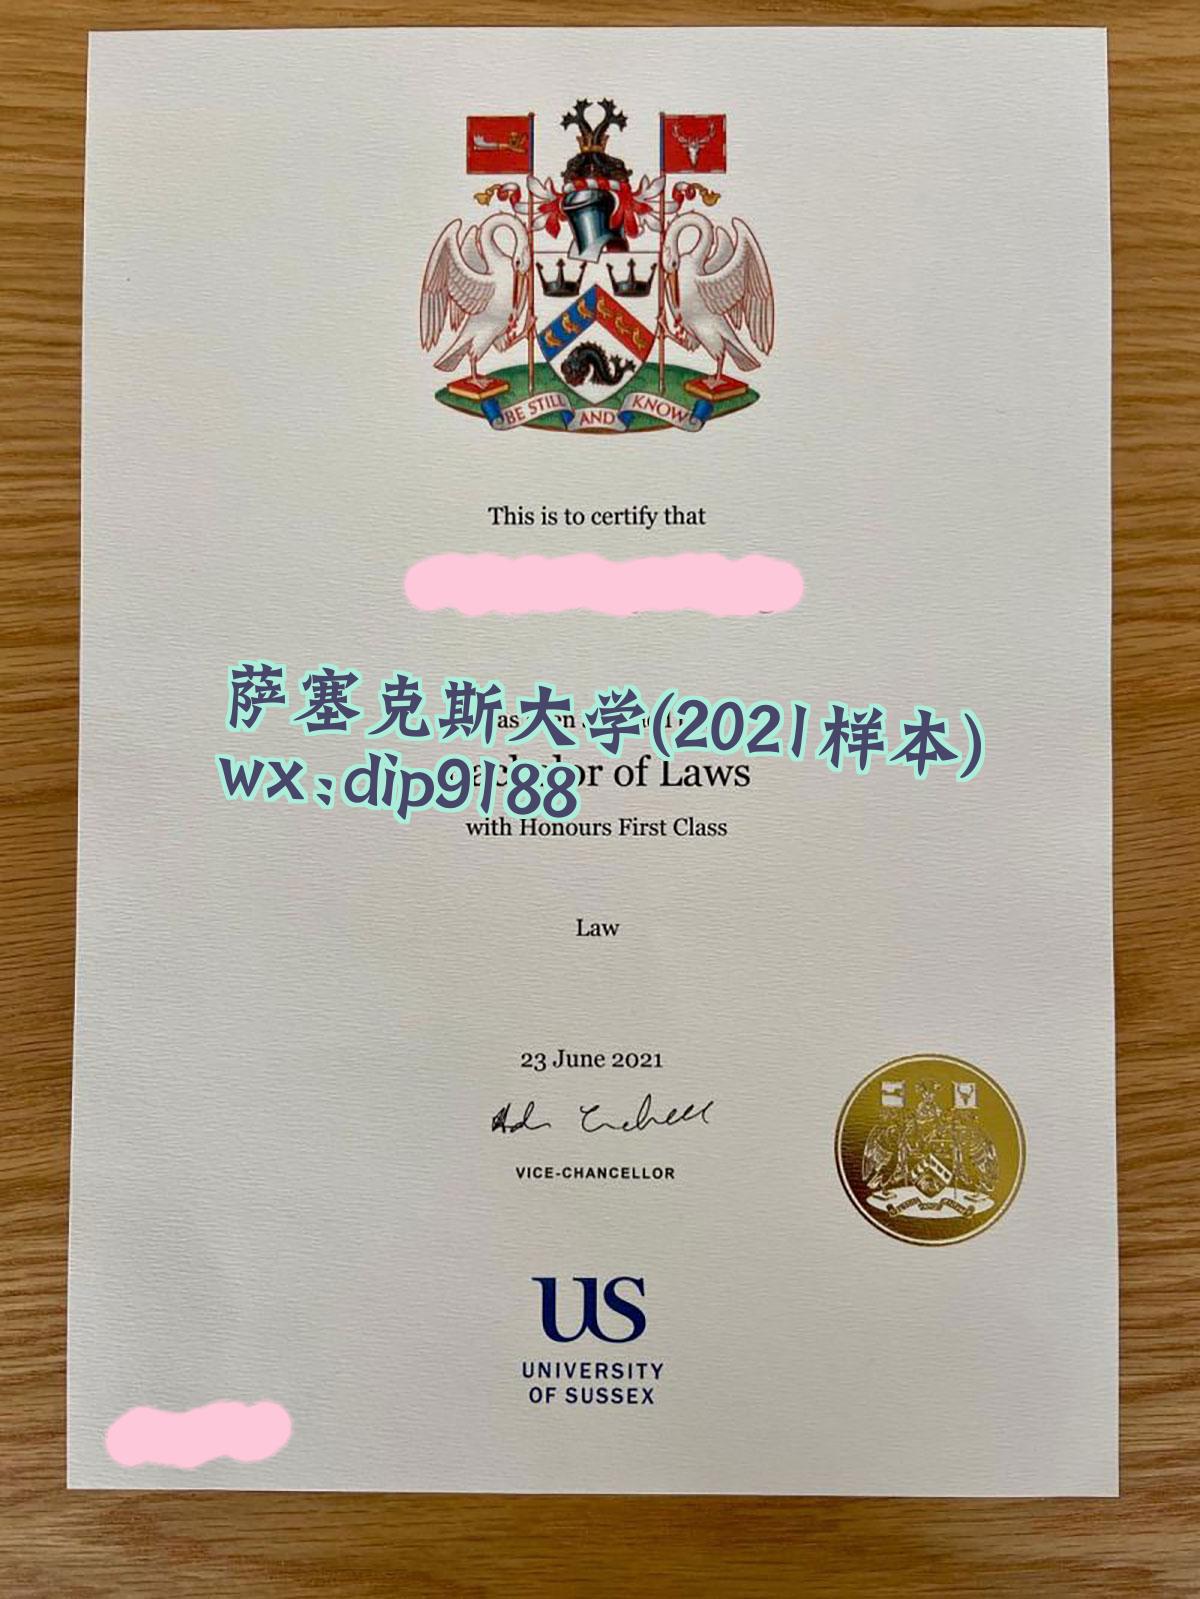 BE STILL AND KNOW
This is to certify that
萨塞克斯大学(2021样本)
wx:dip9188
of Laws
with Honours First Class
Law
23 June 2021
VICE-CHANCELLOR
US
UNIVERSITY
OF SUSSEX